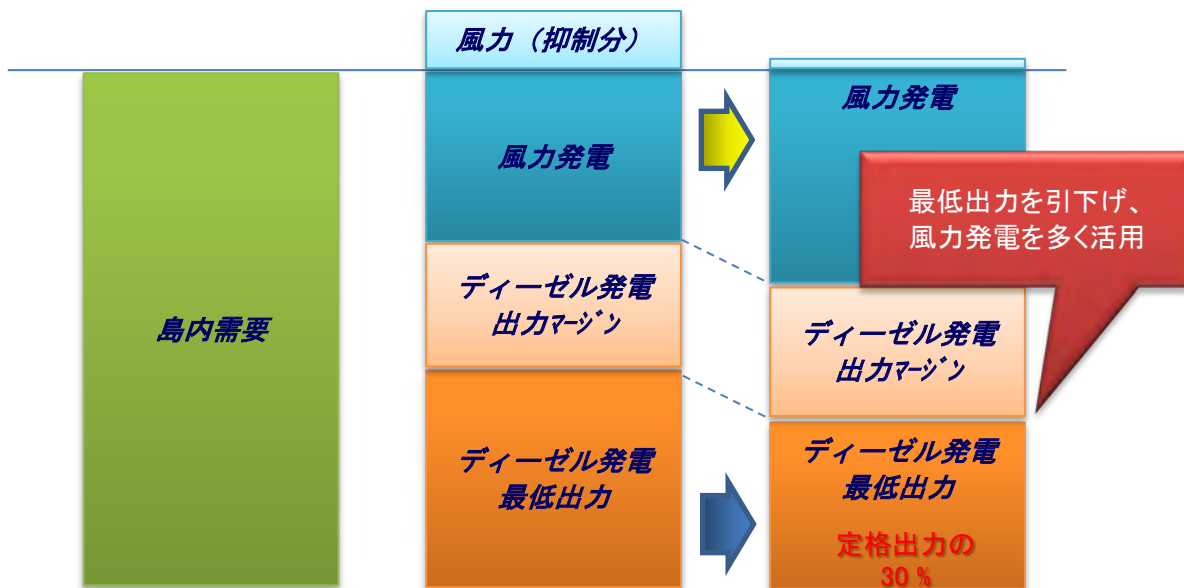 島内需要
風力（抑制分）
風力発電
ディーゼル発電
出力ﾏｰｼﾞﾝ
ディーゼル発電
最低出力
風力発電
最低出力を引下げ、
風力発電を多く活用
ディーゼル発電
出力ﾏｰｼﾞﾝ
ディーゼル発電
最低出力
定格出力の
30％